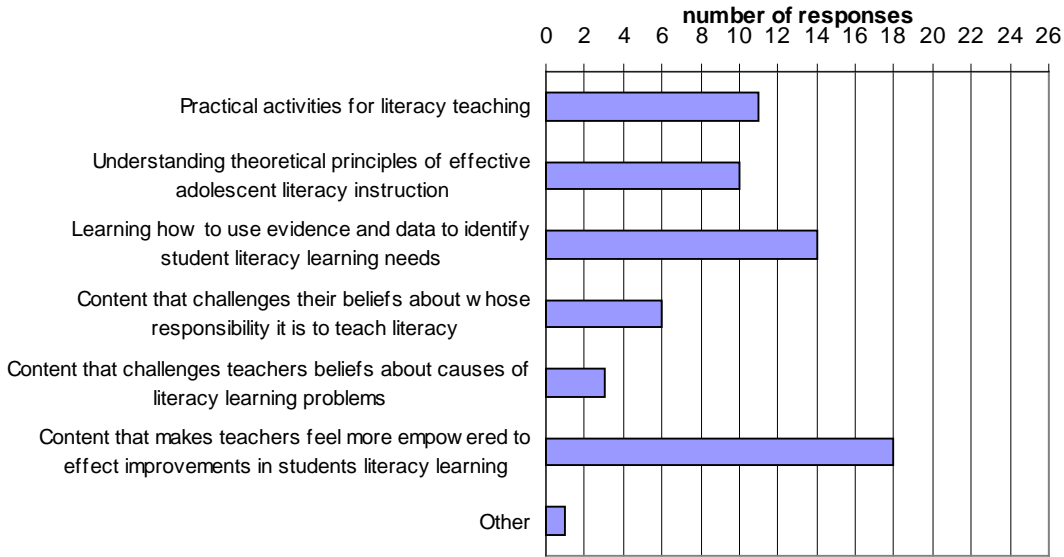 number of responses
0 2 4 6 8 10 12 14 16 18 20 22 24 26
Practical activities for literacy teaching
Understanding theoretical principles of effective
adolescent literacy instruction
Learning how to use evidence and data to identify
student literacy learning needs
Content that challenges their beliefs about whose
responsibility it is to teach literacy
Content that challenges teachers beliefs about causes of
literacy learning problems
Content that makes teachers feel more empowered to
effect improvements in students literacy learning
Other